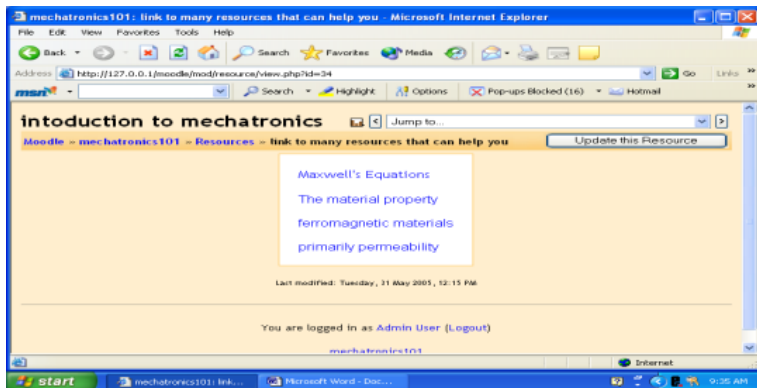 mechatronics101: link to many resources that can help you - Microsoft Internet Explorer
File Edit View Favorites Tools Help
Back Search Favorites Media
Address http://127.0.0.1/moodle/mod/resource/view.php?id=34 Go Links »
msn Search Highlight Options Pop-ups Blocked (16) Hotmail »
intoduction to mechatronics < Jump to... >
Moodle » mechatronics101 » Resources » link to many resources that can help you Update this Resource
Maxwell's Equations
The material property
ferromagnetic materials
primarily permeability
Last modified: Tuesday, 31 May 2005, 12:15 PM
You are logged in as Admin User (Logout)
mechatronics101
Internet
start mechatronics101: link... Microsoft Word - Doc... 9:35 AM